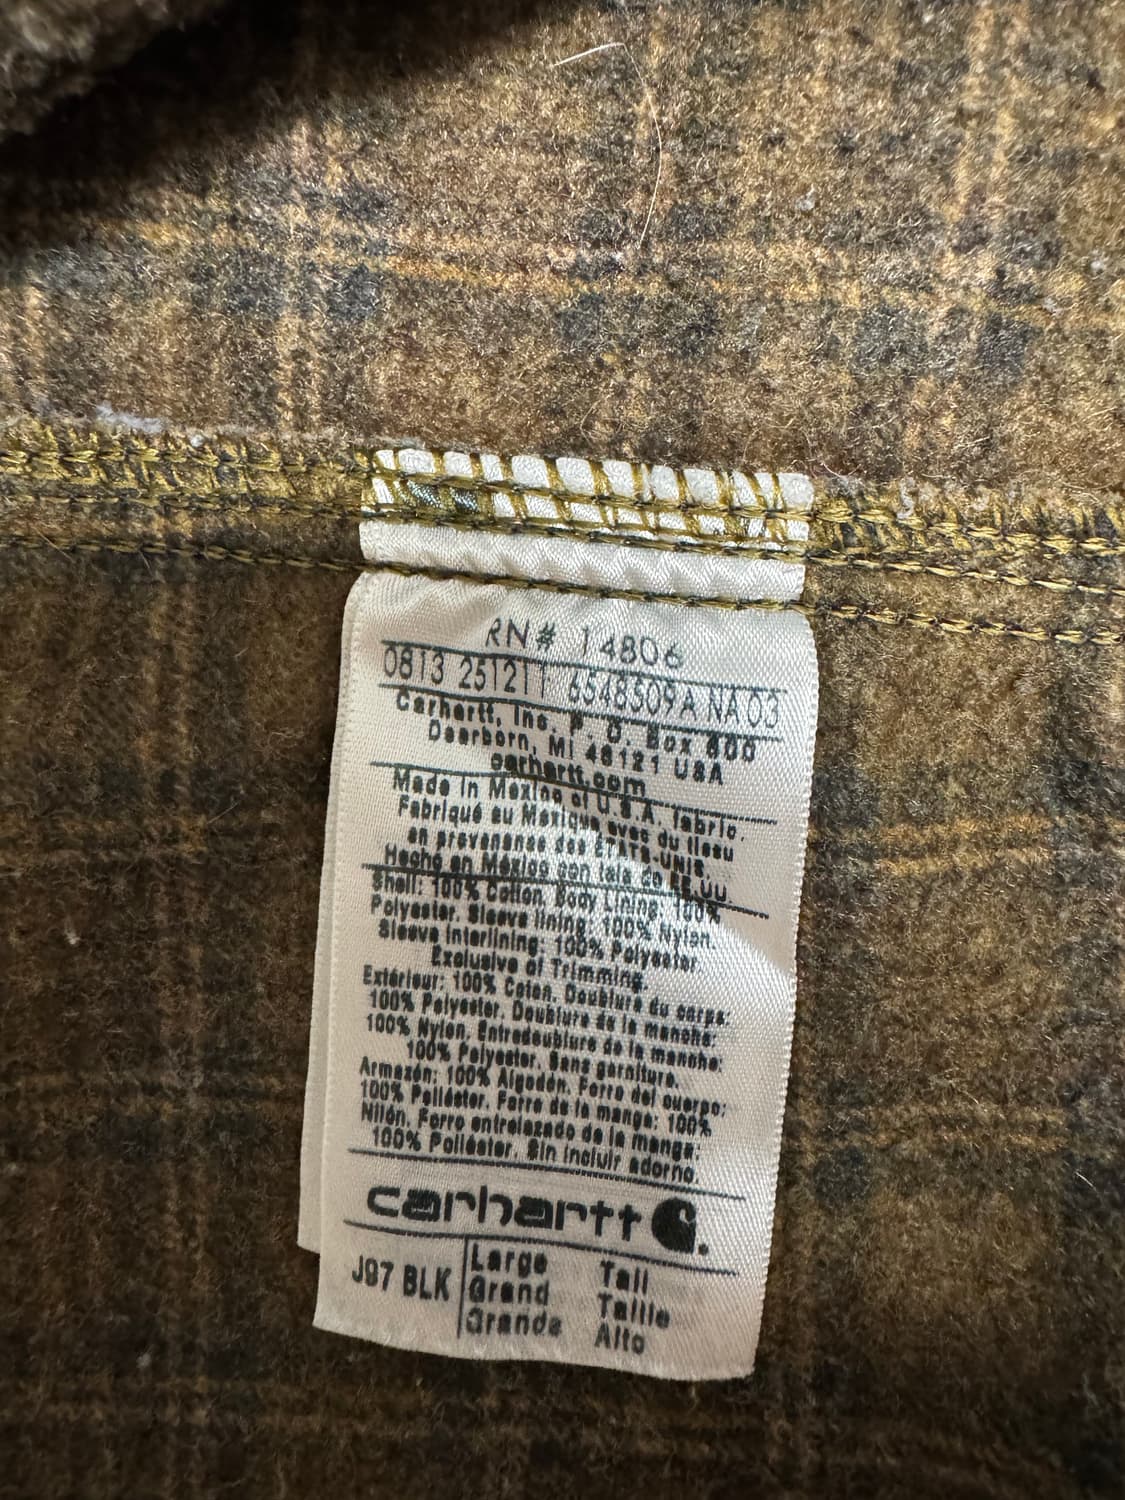 RN# 14806
0813 251211 6548509A NA 03
Carhartt, Inc. P. O. Box 600
Dearborn, MI 48121 USA
carhartt.com
Made in Mexico of U.S.A. fabric.
Fabriqué au Mexique avec du tissu
en provenanse des ÉTATS-UNIS.
Hecho en México con tela de EE.UU.
Shell: 100% Cotton. Body Lining: 100%
Polyester. Sleeve lining: 100% Nylon.
Sleeve Interlining: 100% Polyester.
Exclusive of Trimming.
Extérieur: 100% Coton. Doublure du corps:
100% Polyester. Doublure de la manche:
100% Nylon. Entredoublure de la manche:
100% Polyester. Sans garniture.
Armazón: 100% Algodón. Forro del cuerpo:
100% Poliéster. Forro de la manga: 100%
Nilón. Forro entrelazado de la manga:
100% Poliéster. Sin incluir adorno.
carhartt
J97 BLK Large Tall
Grand Taille
Grande Alto